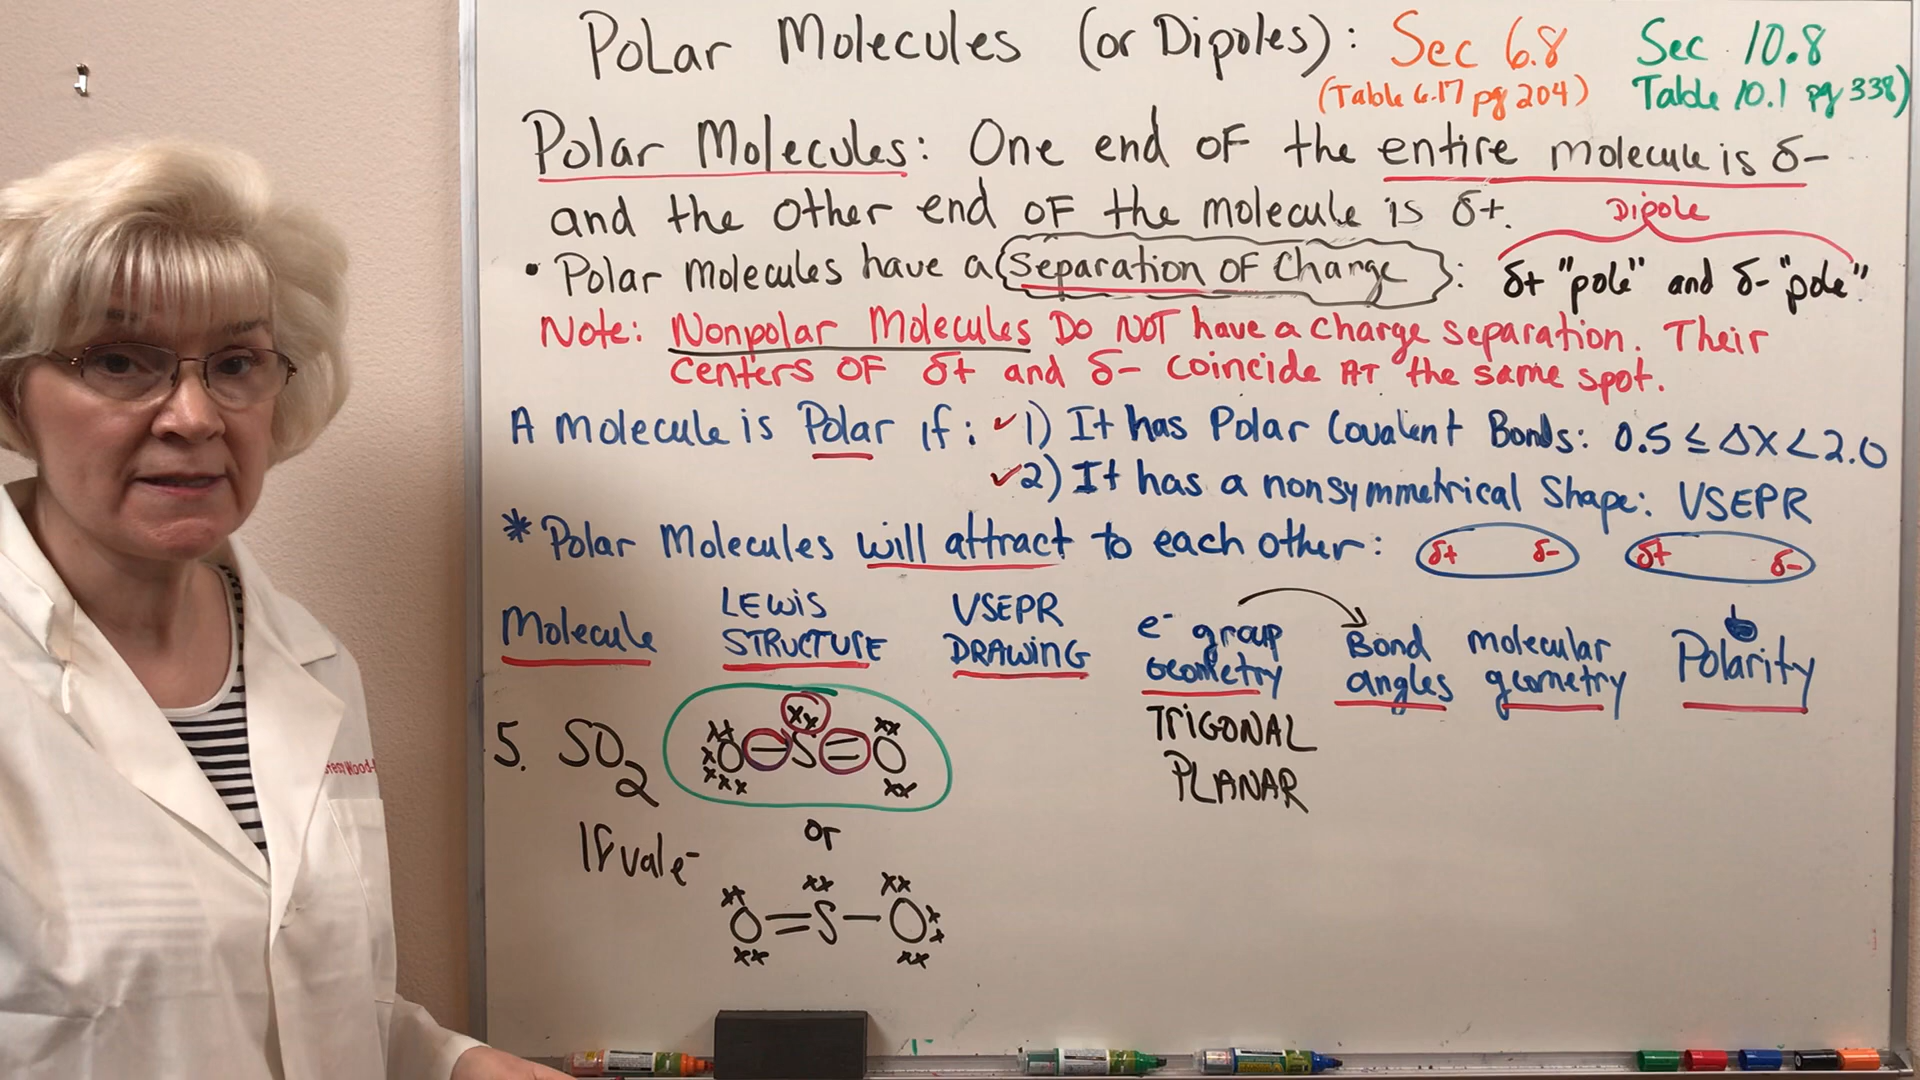 Polar Molecules (or Dipoles): Sec 6.8 Sec 10.8
(Table 6.17 pg 204) Table 10.1 pg 338)
Polar Molecules: One end of the entire molecule is δ-
and the other end of the molecule is δ+.
Dipole
• Polar molecules have a Separation of Charge: δ+ "pole" and δ- "pole".
Note: Nonpolar Molecules Do NOT have a charge separation. Their
centers of δ+ and δ- coincide AT the same spot.
A molecule is Polar if: ✓1) It has Polar Covalent Bonds: 0.5 ≤ ΔX < 2.0
✓2) It has a nonsymmetrical Shape: VSEPR
* Polar Molecules will attract to each other: δ+ δ- δ+ δ-
Molecule LEWIS STRUCTURE VSEPR DRAWING e- group geometry Bond angles molecular geometry Polarity
5. SO2 O–S=O TRIGONAL
PLANAR
or
18 vale-
O=S–O